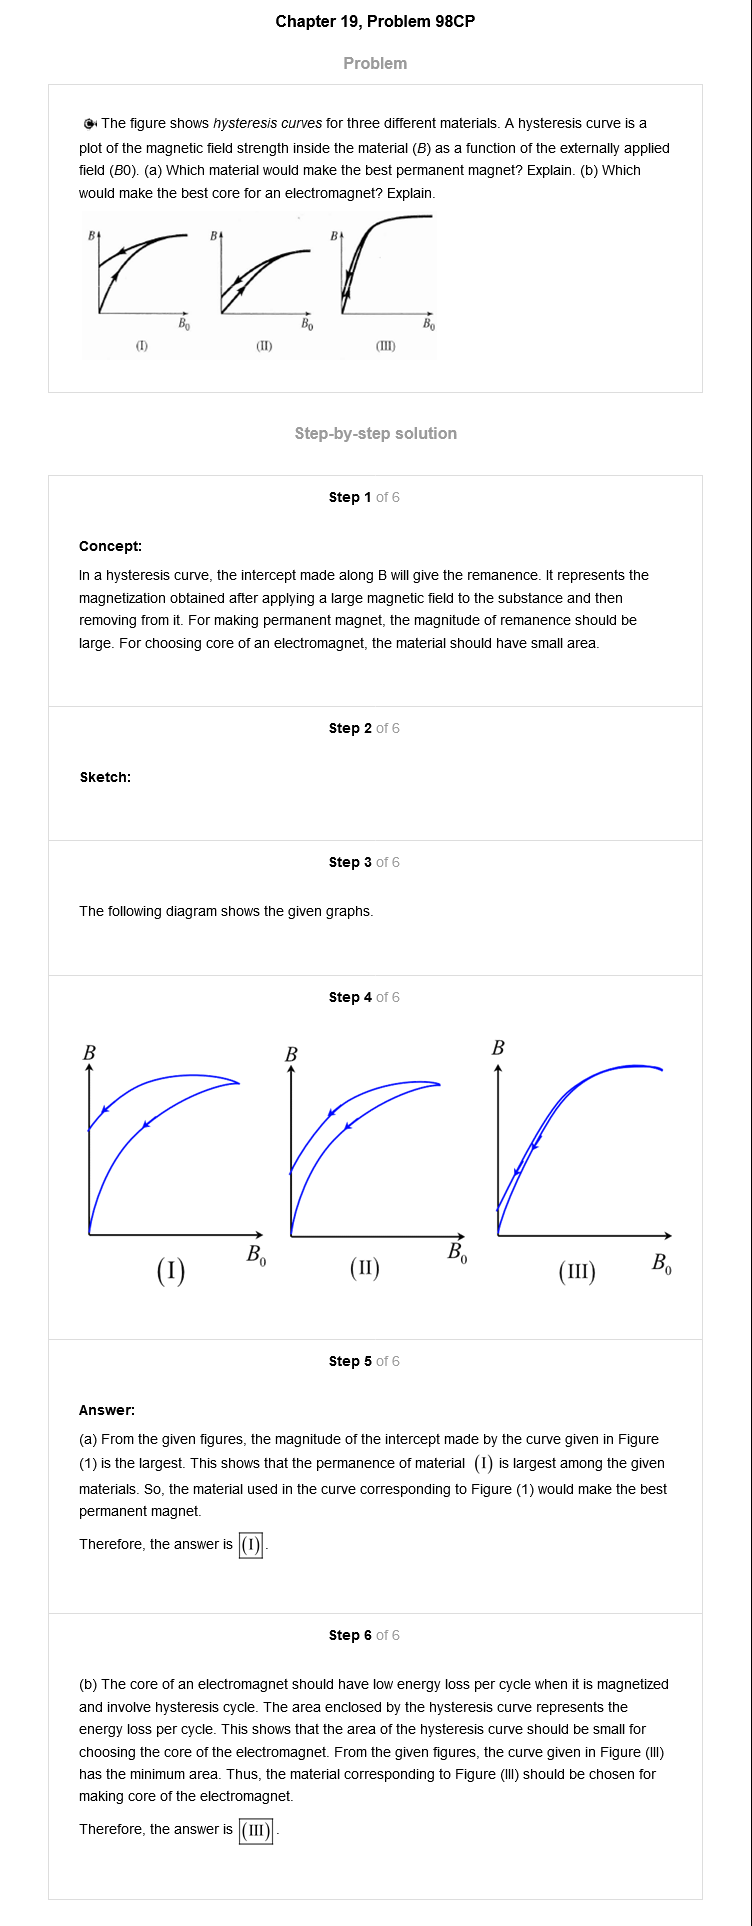 Chapter 19, Problem 98CP
Problem
The figure shows hysteresis curves for three different materials. A hysteresis curve is a
plot of the magnetic field strength inside the material (B) as a function of the externally applied
field (B0). (a) Which material would make the best permanent magnet? Explain. (b) Which
would make the best core for an electromagnet? Explain.
B B B
B₀ B₀ B₀
(I) (II) (III)
Step-by-step solution
Step 1 of 6
Concept:
In a hysteresis curve, the intercept made along B will give the remanence. It represents the
magnetization obtained after applying a large magnetic field to the substance and then
removing from it. For making permanent magnet, the magnitude of remanence should be
large. For choosing core of an electromagnet, the material should have small area.
Step 2 of 6
Sketch:
Step 3 of 6
The following diagram shows the given graphs.
Step 4 of 6
B B B
B₀ B₀ B₀
(I) (II) (III)
Step 5 of 6
Answer:
(a) From the given figures, the magnitude of the intercept made by the curve given in Figure
(1) is the largest. This shows that the permanence of material (I) is largest among the given
materials. So, the material used in the curve corresponding to Figure (1) would make the best
permanent magnet.
Therefore, the answer is (I).
Step 6 of 6
(b) The core of an electromagnet should have low energy loss per cycle when it is magnetized
and involve hysteresis cycle. The area enclosed by the hysteresis curve represents the
energy loss per cycle. This shows that the area of the hysteresis curve should be small for
choosing the core of the electromagnet. From the given figures, the curve given in Figure (III)
has the minimum area. Thus, the material corresponding to Figure (III) should be chosen for
making core of the electromagnet.
Therefore, the answer is (III).